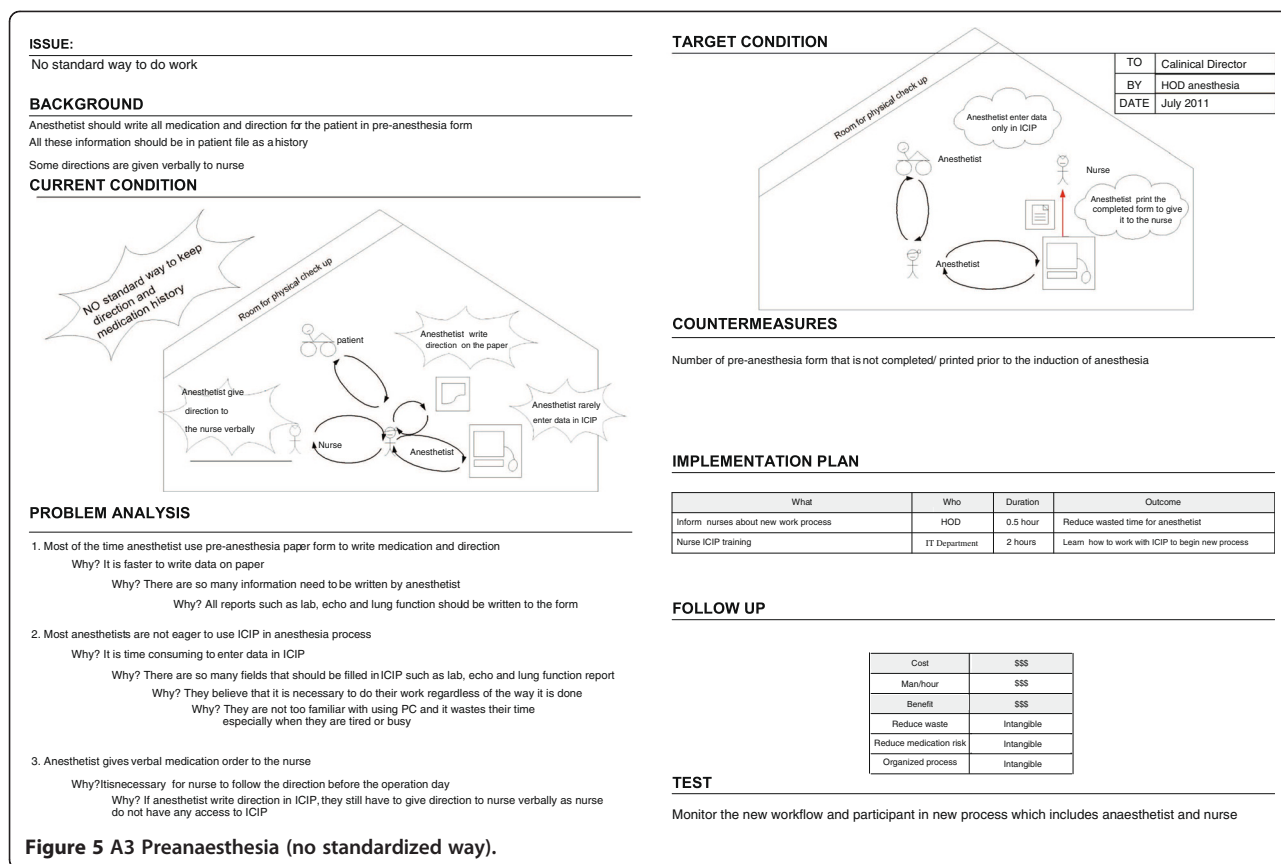 ISSUE:
No standard way to do work
BACKGROUND
Anesthetist should write all medication and direction for the patient in pre-anesthesia form
All these information should be in patient file as ahistory
Some directions are given verbally to nurse
CURRENT CONDITION
NO standard way to keep
direction and
medication history
Room for physical check up
patient
Anesthetist write
direction on the paper
Anesthetist give
direction to
the nurse verbally
Nurse
Anesthetist
Anesthetist rarely
enter data in ICIP
PROBLEM ANALYSIS
1. Most of the time anesthetist use pre-anesthesia paper form to write medication and direction
Why? It is faster to write data on paper
Why? There are so many information need to be written by anesthetist
Why? All reports such as lab, echo and lung function should be written to the form
2. Most anesthetists are not eager to use ICIP in anesthesia process
Why? It is time consuming to enter data in ICIP
Why? There are so many fields that should be filled in ICIP such as lab, echo and lung function report
Why? They believe that it is necessary to do their work regardless of the way it is done
Why? They are not too familiar with using PC and it wastes their time
especially when they are tired or busy
3. Anesthetist gives verbal medication order to the nurse
Why?Itisnecessary for nurse to follow the direction before the operation day
Why? If anesthetist write direction in ICIP, they still have to give direction to nurse verbally as nurse
do not have any access to ICIP
TARGET CONDITION
TO Calinical Director
BY HOD anesthesia
DATE July 2011
Room for physical check up
Anesthetist enter data
only in ICIP
Anesthetist
Nurse
Anesthetist print the
completed form to give
it to the nurse
Anesthetist
COUNTERMEASURES
Number of pre-anesthesia form that is not completed/ printed prior to the induction of anesthesia
IMPLEMENTATION PLAN
What Who Duration Outcome
Inform nurses about new work process HOD 0.5 hour Reduce wasted time for anesthetist
Nurse ICIP training IT Department 2 hours Learn how to work with ICIP to begin new process
FOLLOW UP
Cost $$$
Man/hour $$$
Benefit $$$
Reduce waste Intangible
Reduce medication risk Intangible
Organized process Intangible
TEST
Monitor the new workflow and participant in new process which includes anaesthetist and nurse
Figure 5 A3 Preanaesthesia (no standardized way).